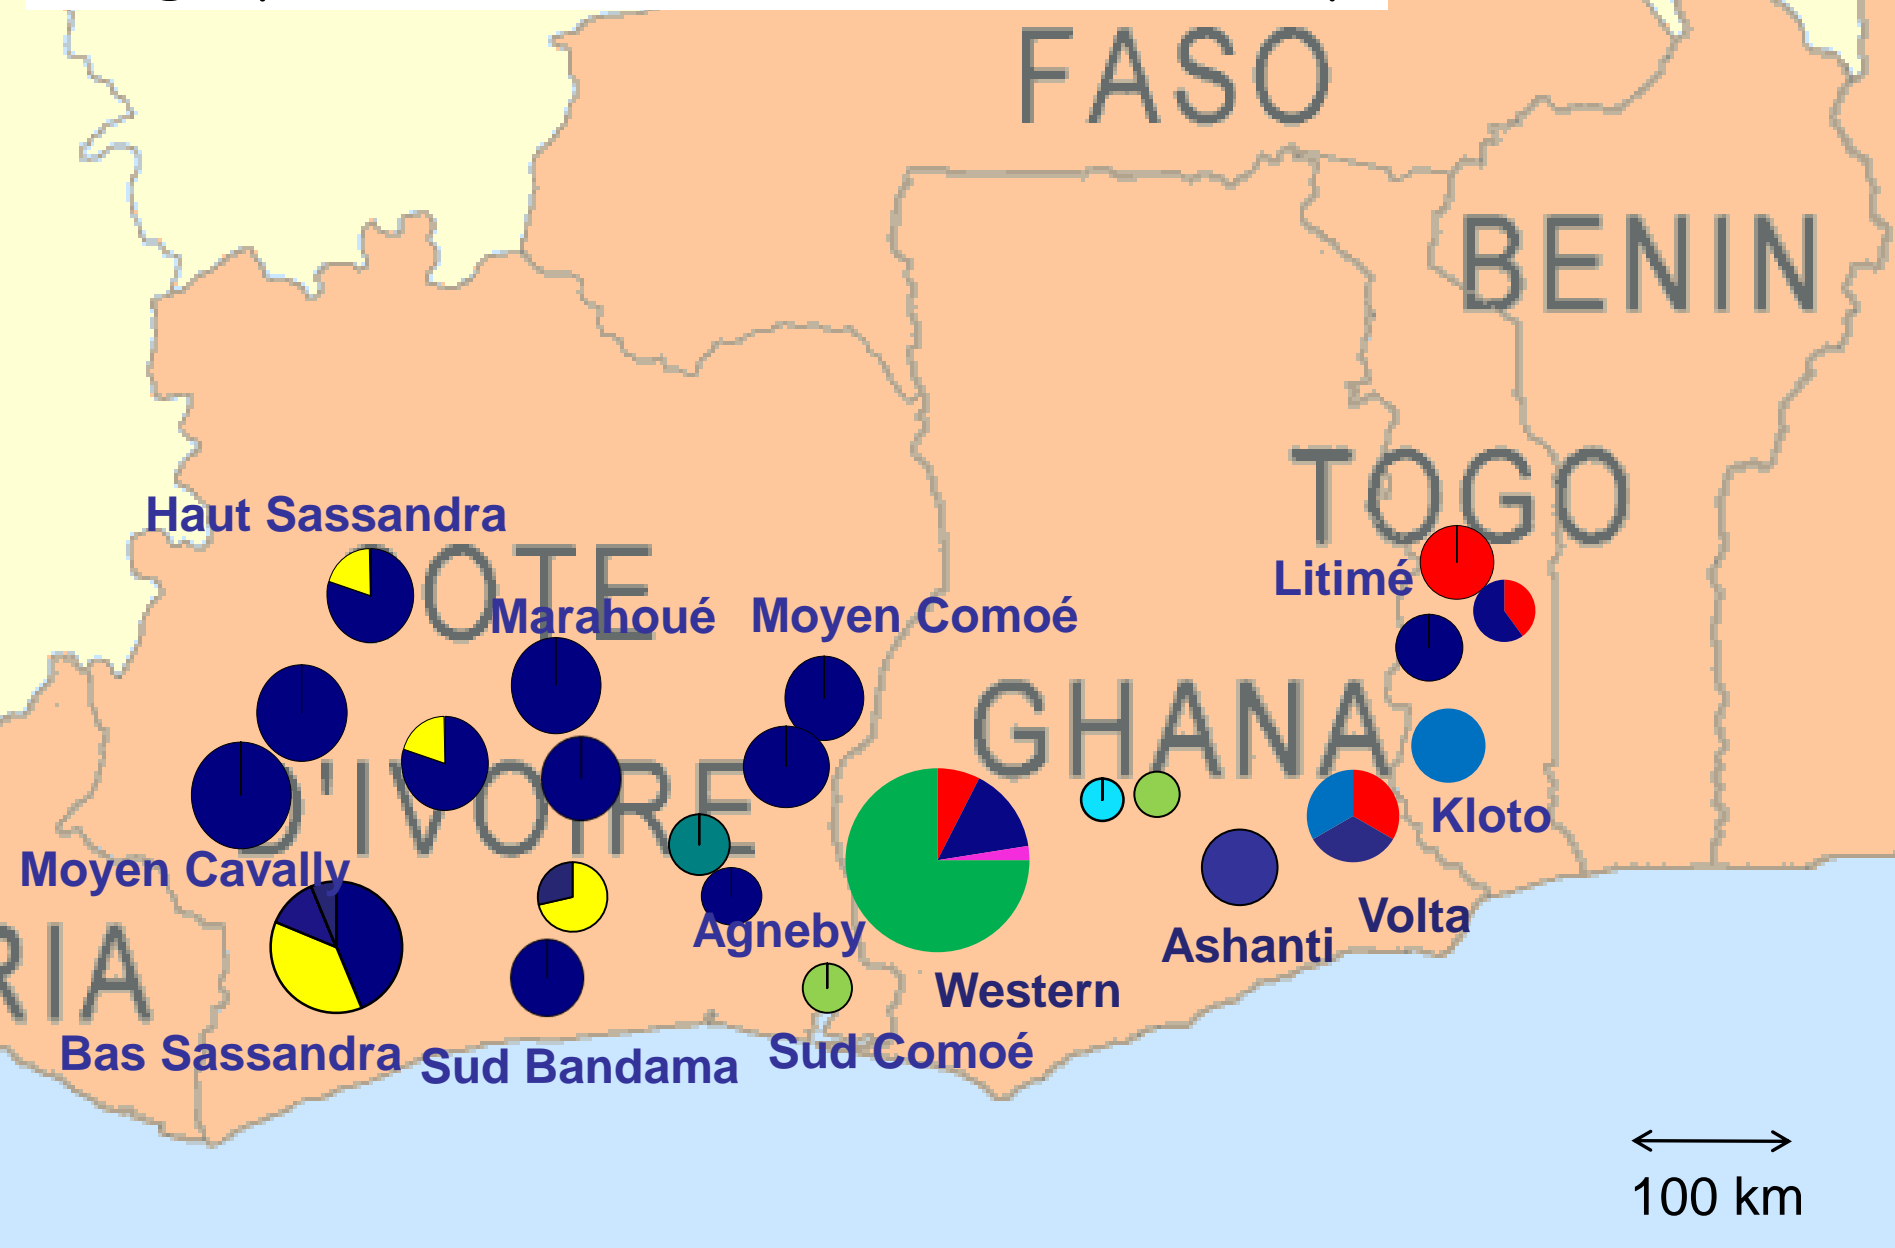 FASO
BENIN
TOGO
Haut Sassandra
OTE
Litimé
Marahoué
Moyen Comoé
GHANA
D'IVOIRE
Kloto
Moyen Cavally
Volta
Agneby
Ashanti
RIA
Western
Bas Sassandra
Sud Comoé
Sud Bandama
100 km